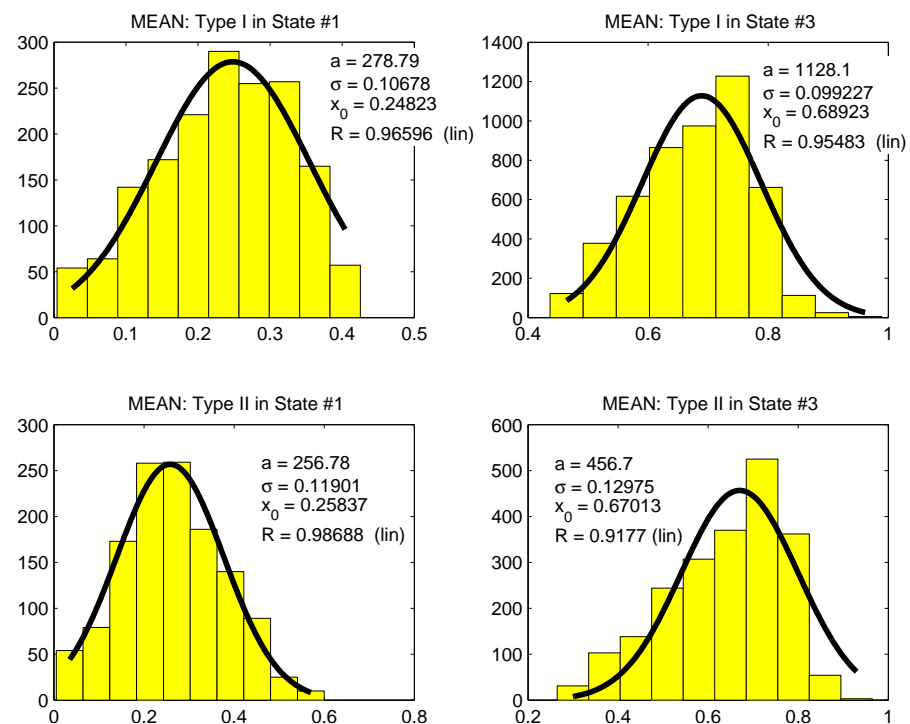 MEAN: Type I in State #1
300
250
200
150
100
50
0
0 0.1 0.2 0.3 0.4 0.5
a = 278.79
σ = 0.10678
x0 = 0.24823
R = 0.96596 (lin)
MEAN: Type I in State #3
1400
1200
1000
800
600
400
200
0
0.4 0.6 0.8 1
a = 1128.1
σ = 0.099227
x0 = 0.68923
R = 0.95483 (lin)
MEAN: Type II in State #1
300
250
200
150
100
50
0
0 0.2 0.4 0.6 0.8
a = 256.78
σ = 0.11901
x0 = 0.25837
R = 0.98688 (lin)
MEAN: Type II in State #3
600
500
400
300
200
100
0
0.2 0.4 0.6 0.8 1
a = 456.7
σ = 0.12975
x0 = 0.67013
R = 0.9177 (lin)